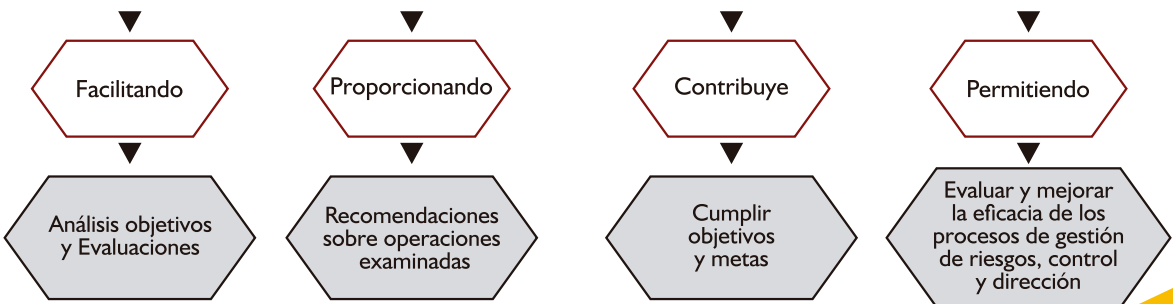 Facilitando
Proporcionando
Contribuye
Permitiendo
Análisis objetivos
y Evaluaciones
Recomendaciones
sobre operaciones
examinadas
Cumplir
objetivos
y metas
Evaluar y mejorar
la eficacia de los
procesos de gestión
de riesgos, control
y dirección